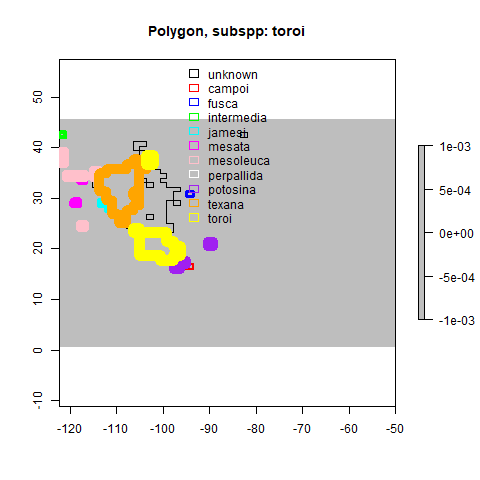 Polygon, subspp: toroi
unknown
campoi
fusca
intermedia
jamesi
mesata
mesoleuca
perpallida
potosina
texana
toroi
50
40
30
20
10
0
-10
-120 -110 -100 -90 -80 -70 -60 -50
1e-03
5e-04
0e+00
-5e-04
-1e-03